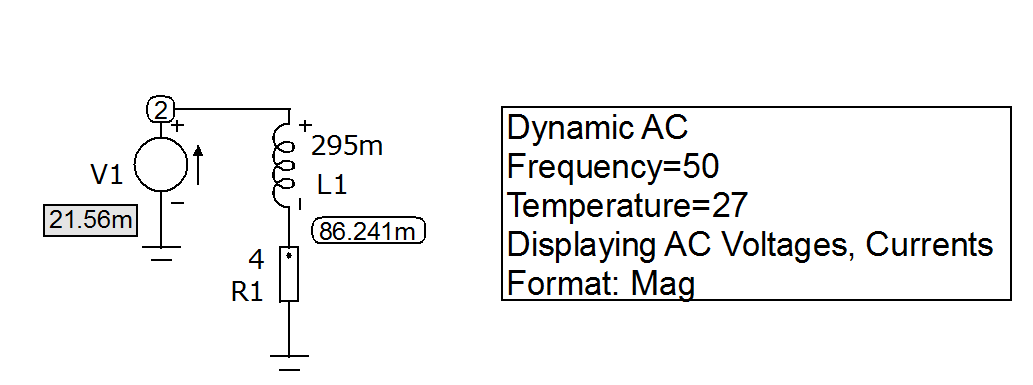 2
+
+
295m
V1
L1
-
-
21.56m
86.241m
4
R1
Dynamic AC
Frequency=50
Temperature=27
Displaying AC Voltages, Currents
Format: Mag